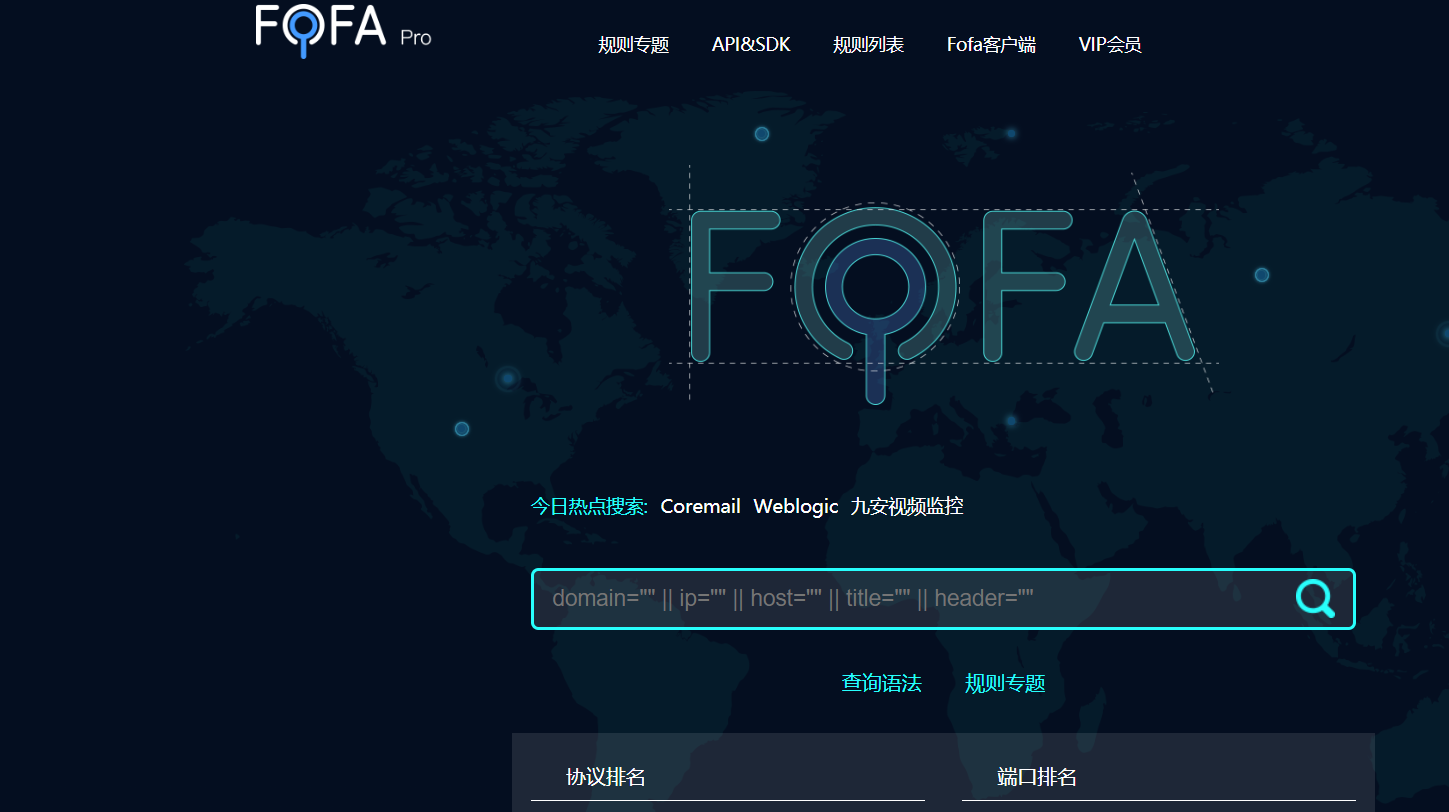 FOFA Pro
规则专题 API&SDK 规则列表 Fofa客户端 VIP会员
FOFA
今日热点搜索: Coremail Weblogic 九安视频监控
domain="" || ip="" || host="" || title="" || header=""
查询语法 规则专题
协议排名 端口排名